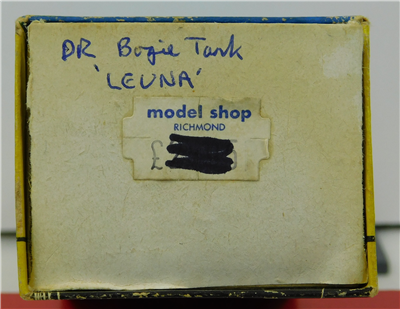 DR Bogie Tank
'LEUNA'
model shop
RICHMOND
£